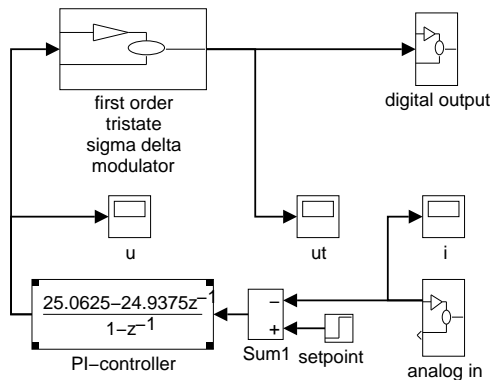 first order
tristate
sigma delta
modulator
digital output
u
ut
i
25.0625−24.9375z⁻¹
1−z⁻¹
PI−controller
−
+
Sum1
setpoint
analog in